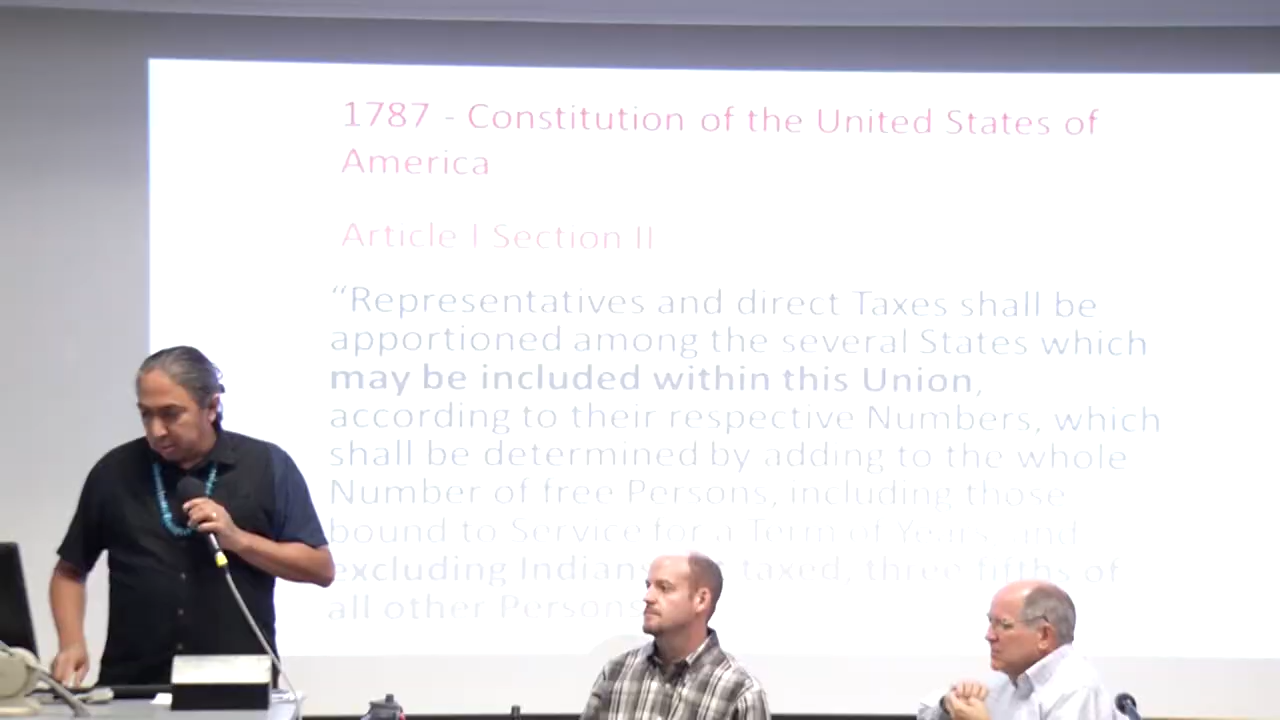 1787 - Constitution of the United States of
America
Article I Section II
“Representatives and direct Taxes shall be
apportioned among the several States which
may be included within this Union,
according to their respective Numbers, which
shall be determined by adding to the whole
Number of free Persons, including those
bound to Service for a Term of Years, and
excluding Indians taxed, three fifths of
all other Persons